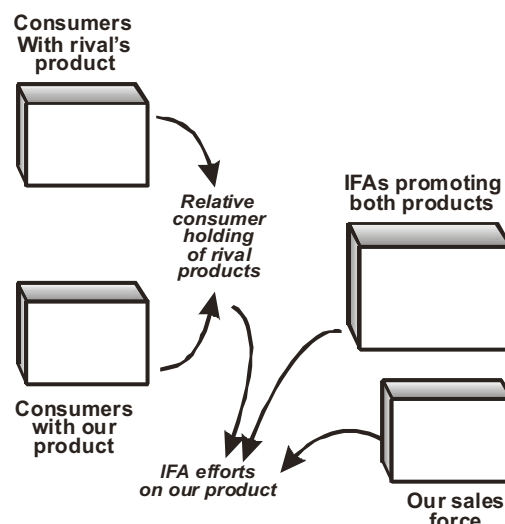 Consumers
With rival's
product
Relative
consumer
holding
of rival
products
IFAs promoting
both products
Consumers
with our
product
IFA efforts
on our product
Our sales
force